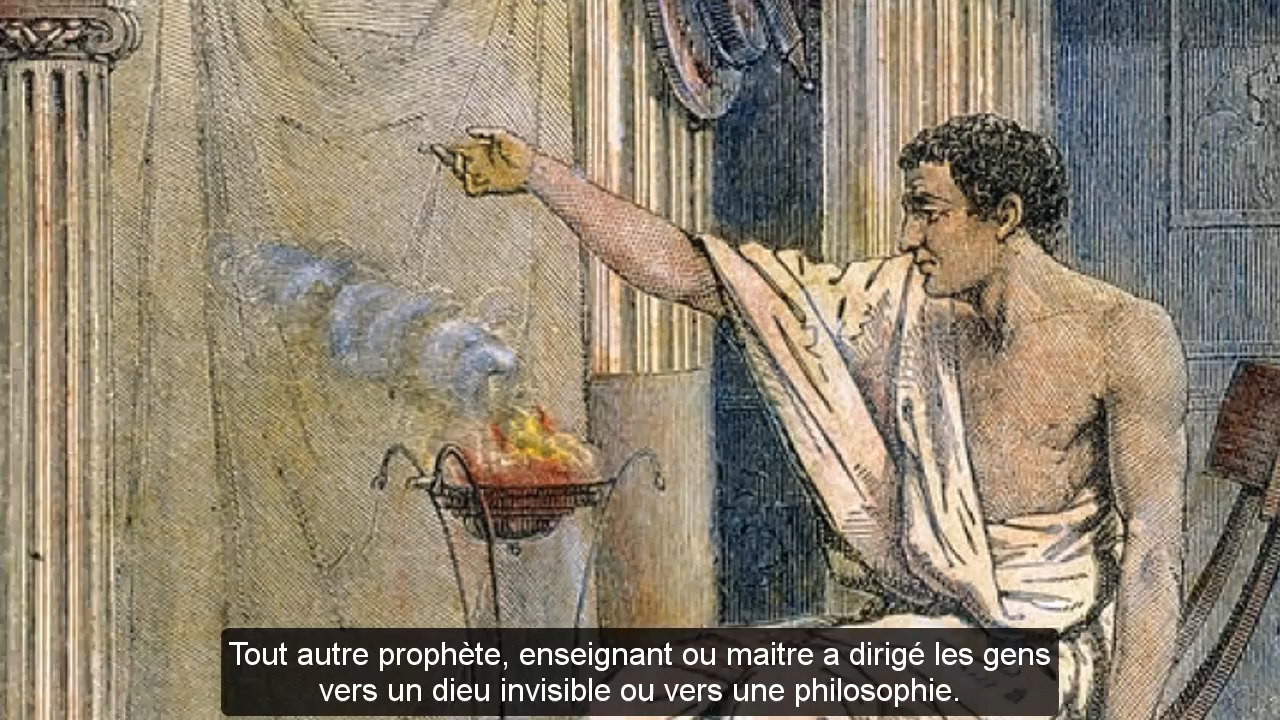 Tout autre prophète, enseignant ou maitre a dirigé les gens
vers un dieu invisible ou vers une philosophie.